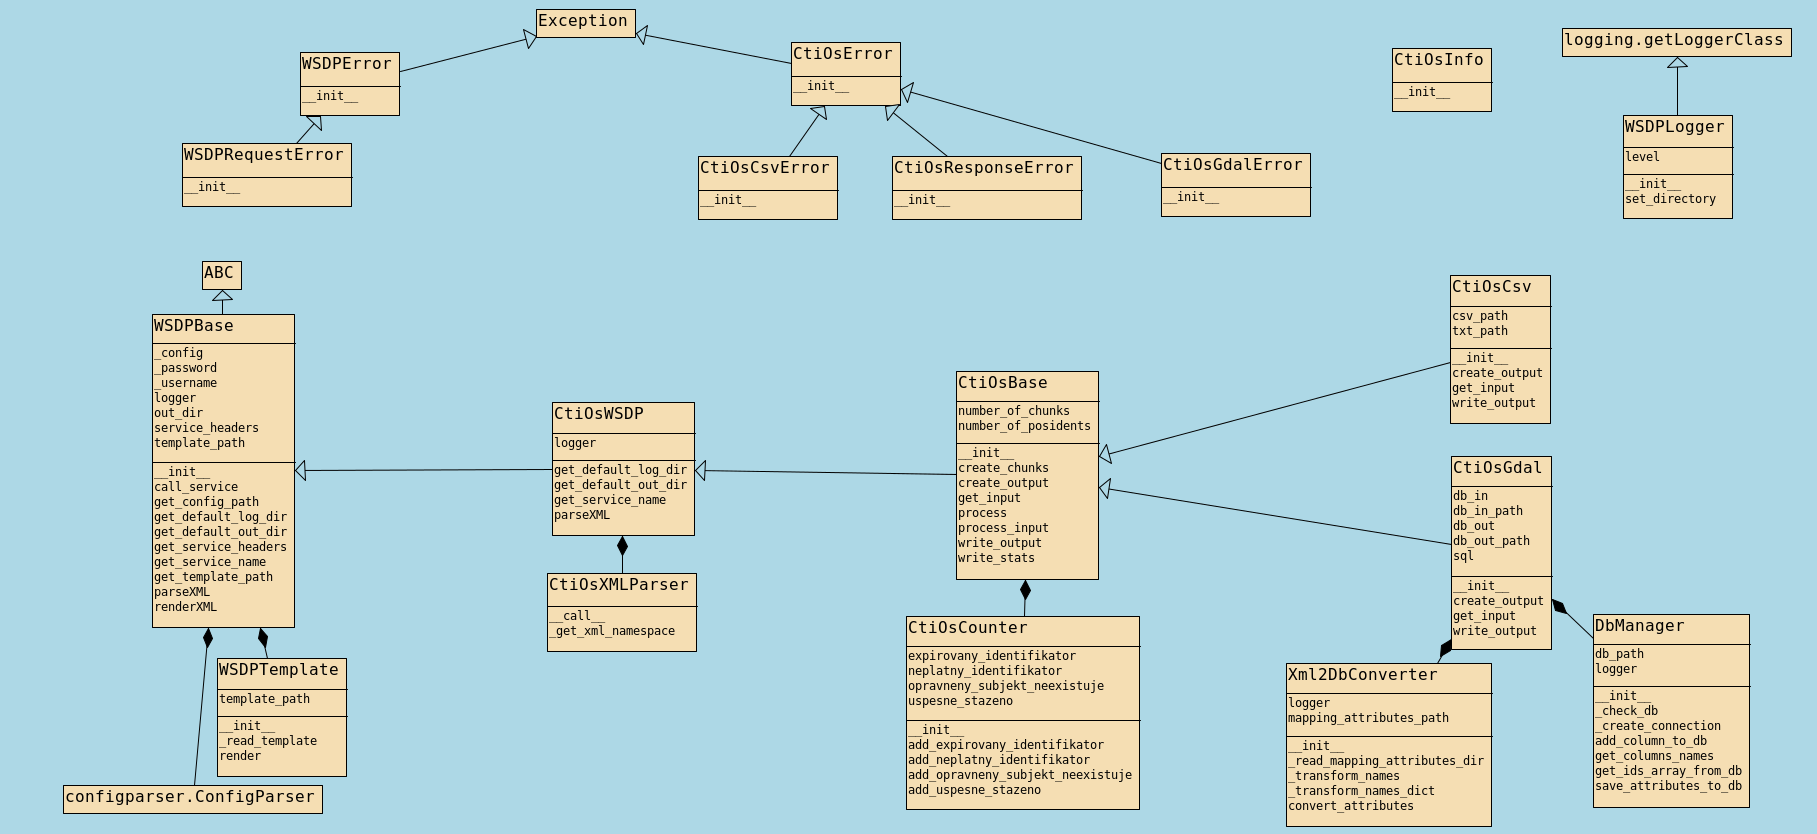 Exception
WSDPError
__init__
CtiOsError
__init__
CtiOsInfo
__init__
logging.getLoggerClass
WSDPRequestError
__init__
CtiOsCsvError
__init__
CtiOsResponseError
__init__
CtiOsGdalError
__init__
WSDPLogger
level
__init__
set_directory
ABC
WSDPBase
_config
_password
_username
logger
out_dir
service_headers
template_path
__init__
call_service
get_config_path
get_default_log_dir
get_default_out_dir
get_service_headers
get_service_name
get_template_path
parseXML
renderXML
CtiOsWSDP
logger
get_default_log_dir
get_default_out_dir
get_service_name
parseXML
CtiOsBase
number_of_chunks
number_of_posidents
__init__
create_chunks
create_output
get_input
process
process_input
write_output
write_stats
CtiOsCsv
csv_path
txt_path
__init__
create_output
get_input
write_output
CtiOsGdal
db_in
db_in_path
db_out
db_out_path
sql
__init__
create_output
get_input
write_output
CtiOsXMLParser
__call__
_get_xml_namespace
WSDPTemplate
template_path
__init__
_read_template
render
configparser.ConfigParser
CtiOsCounter
expirovany_identifikator
neplatny_identifikator
opravneny_subjekt_neexistuje
uspesne_stazeno
__init__
add_expirovany_identifikator
add_neplatny_identifikator
add_opravneny_subjekt_neexistuje
add_uspesne_stazeno
Xml2DbConverter
logger
mapping_attributes_path
__init__
_read_mapping_attributes_dir
_transform_names
_transform_names_dict
convert_attributes
DbManager
db_path
logger
__init__
_check_db
_create_connection
add_column_to_db
get_columns_names
get_ids_array_from_db
save_attributes_to_db